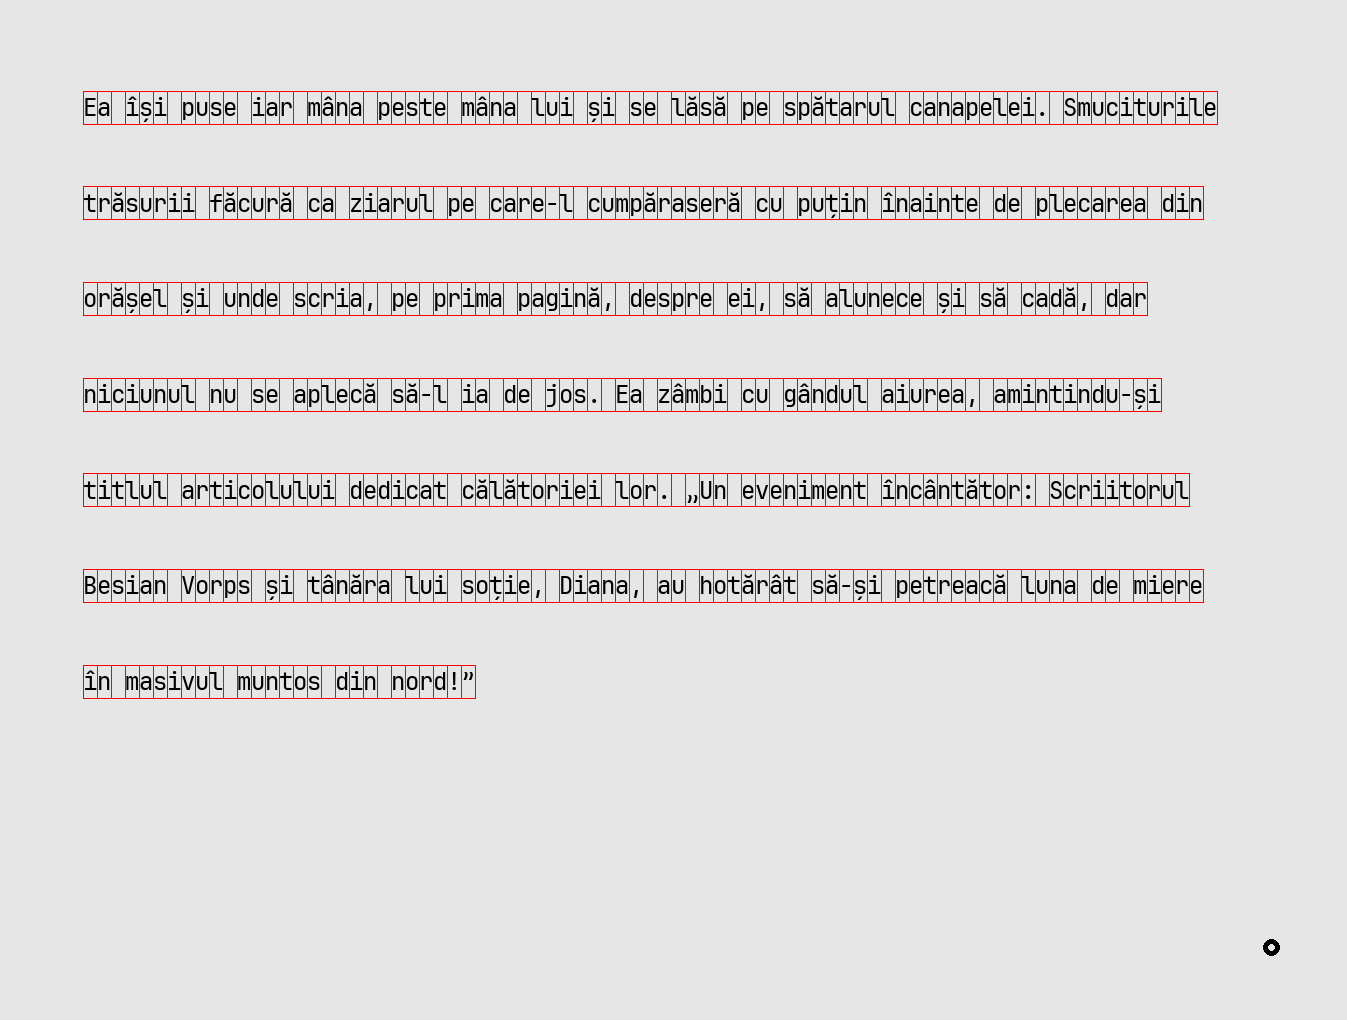 Ea își puse iar mâna peste mâna lui și se lăsă pe spătarul canapelei. Smuciturile
trăsurii făcură ca ziarul pe care-l cumpăraseră cu puțin înainte de plecarea din
orășel și unde scria, pe prima pagină, despre ei, să alunece și să cadă, dar
niciunul nu se aplecă să-l ia de jos. Ea zâmbi cu gândul aiurea, amintindu-și
titlul articolului dedicat călătoriei lor. „Un eveniment încântător: Scriitorul
Besian Vorps și tânăra lui soție, Diana, au hotărât să-și petreacă luna de miere
în masivul muntos din nord!”